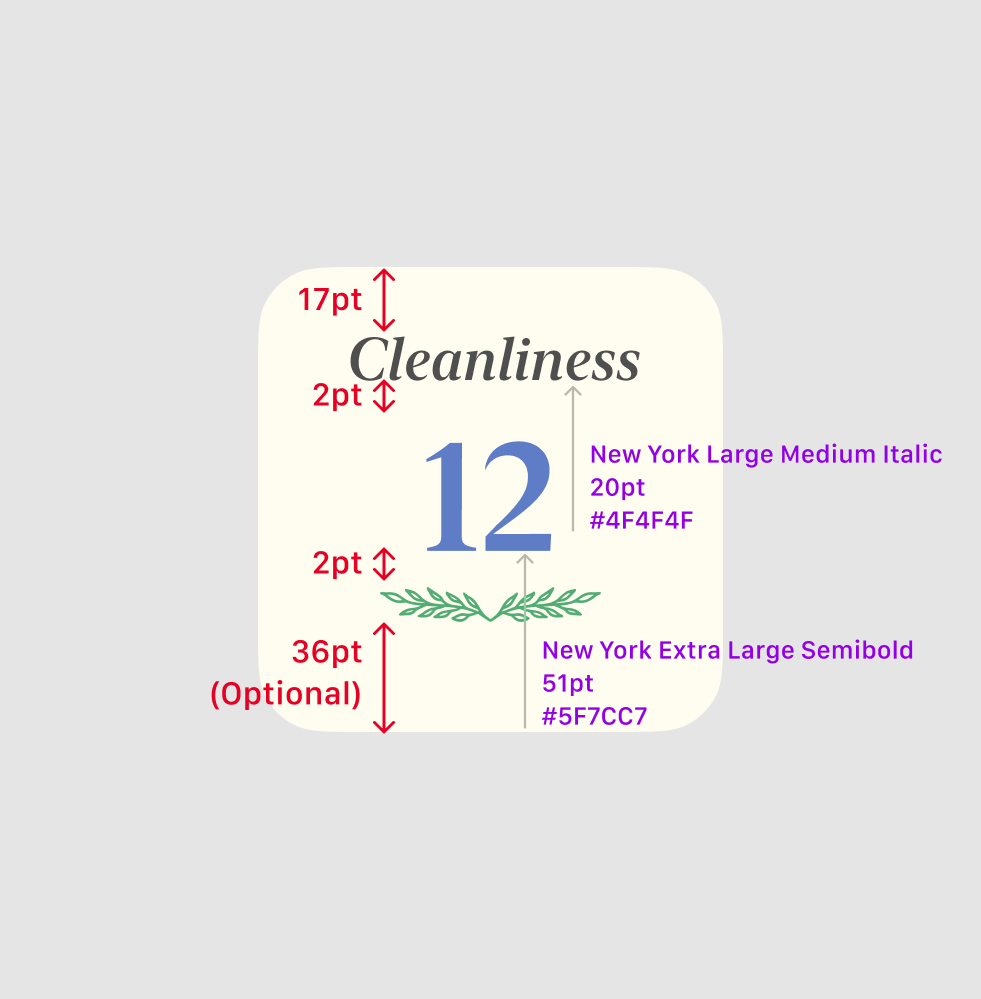 17pt
Cleanliness
2pt
12
New York Large Medium Italic
20pt
#4F4F4F
2pt
36pt
(Optional)
New York Extra Large Semibold
51pt
#5F7CC7